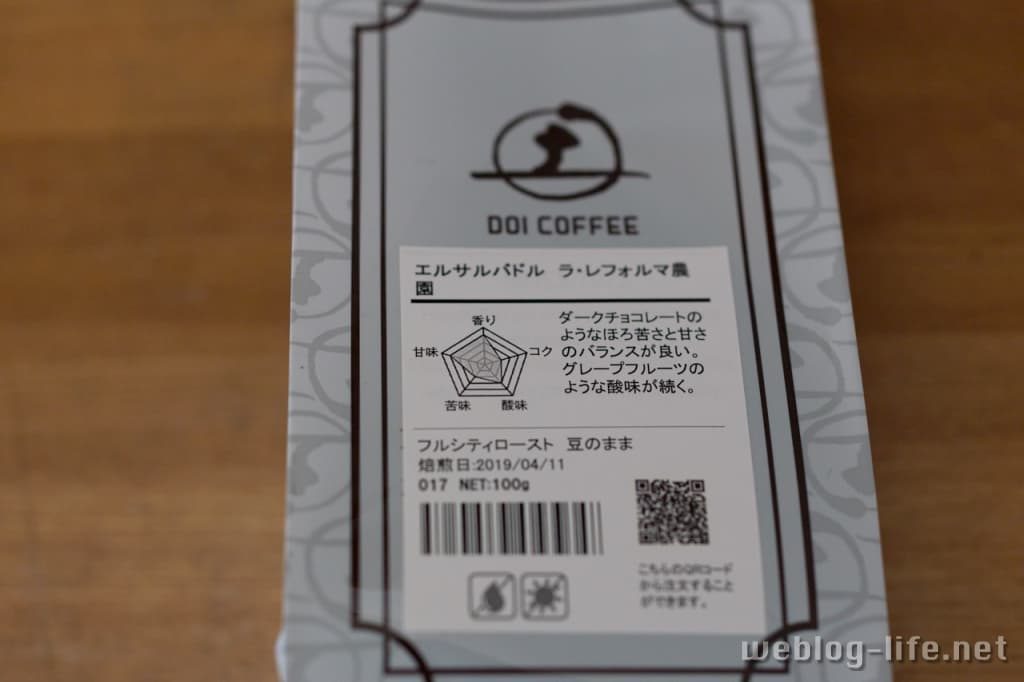 DOI COFFEE
エルサルバドル ラ・レフォルマ農
園
香り
甘味
コク
苦味
酸味
ダークチョコレートの
ようなほろ苦さと甘さ
のバランスが良い。
グレープフルーツの
ような酸味が続く。
フルシティロースト 豆のまま
焙煎日:2019/04/11
017 NET:100g
こちらのQRコード
から注文すること
ができます。
weblog-life.net